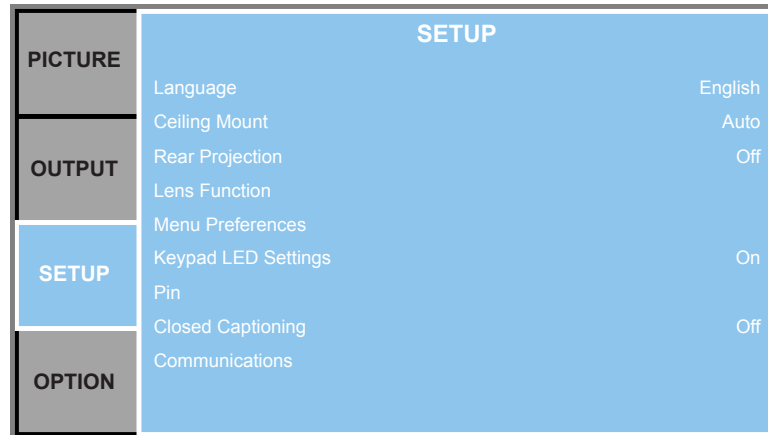 PICTURE
OUTPUT
SETUP
OPTION
SETUP
Language English
Ceiling Mount Auto
Rear Projection Off
Lens Function
Menu Preferences
Keypad LED Settings On
Pin
Closed Captioning Off
Communications